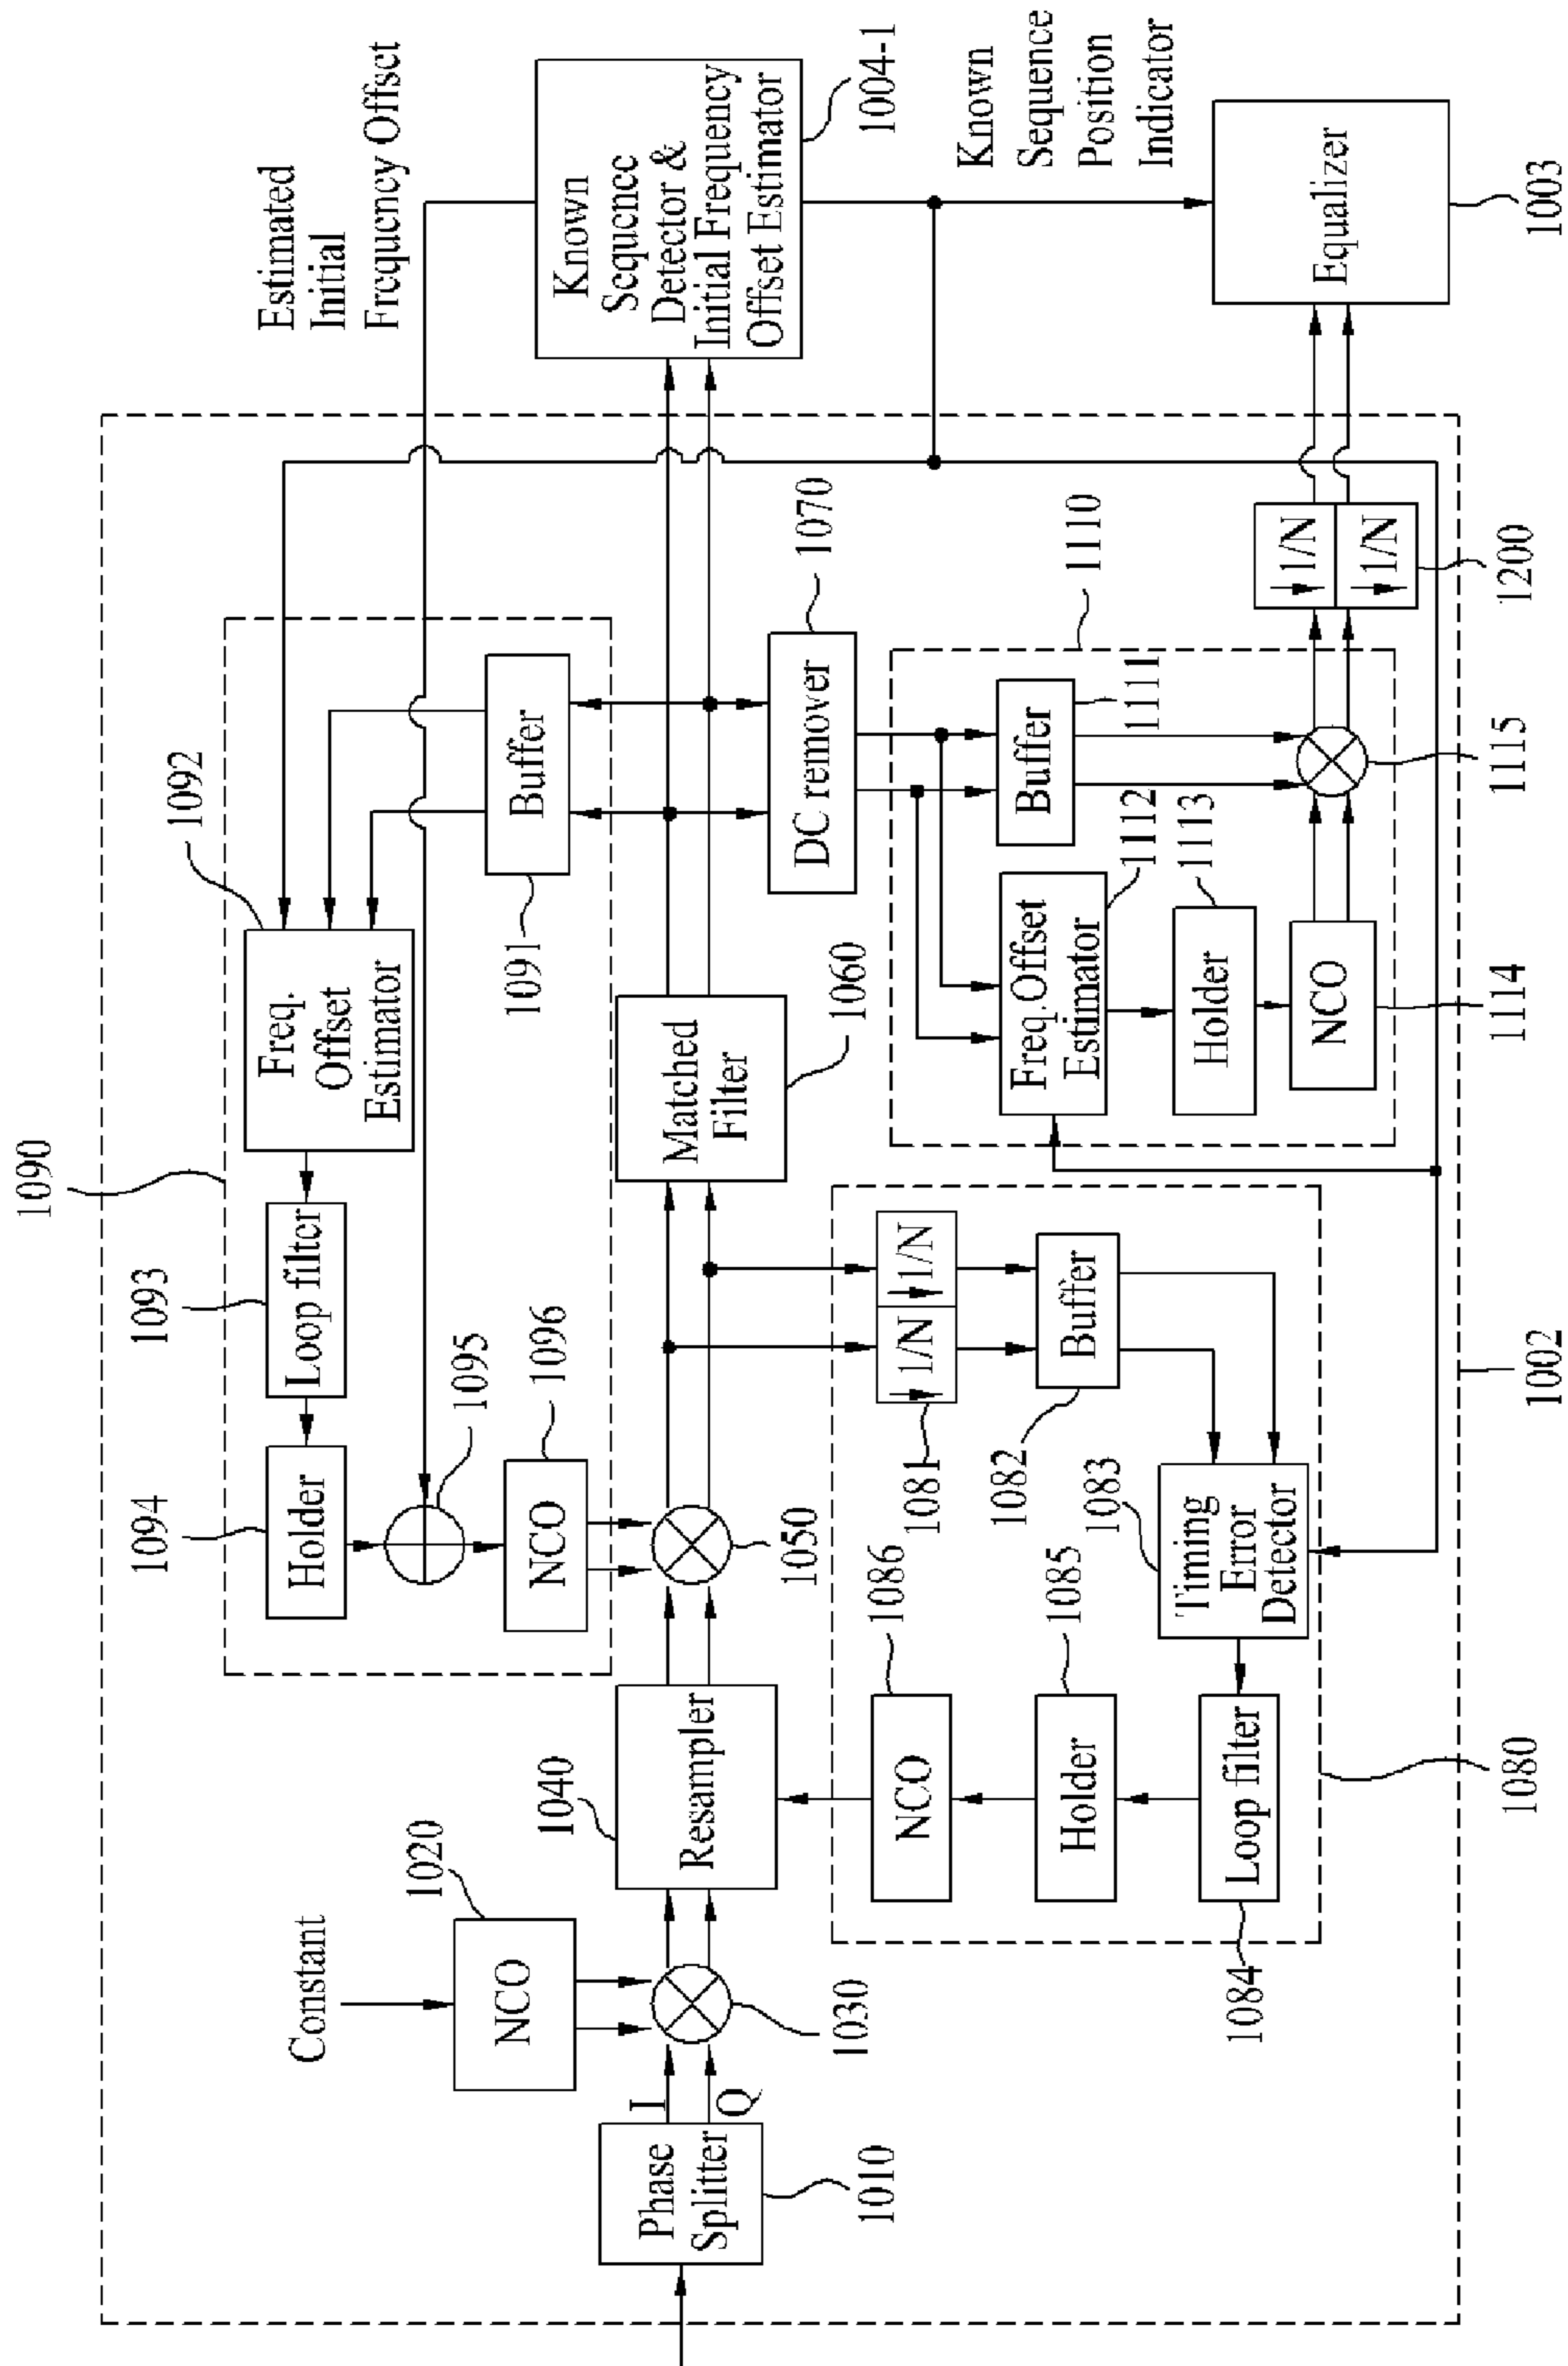 1090
1092
Estimated
Initial
Frequency Offset
1094
1093
Holder
Loop filter
Freq.
Offset
Estimator
Constant
1020
NCO
1095
1096
NCO
1091
Buffer
Known
Sequence
Detector &
Initial Frequency
Offset Estimator
1004-1
Phase
Splitter
1010
I
Q
1030
1040
Resampler
1050
Matched
Filter
1060
DC remover
1070
Known
Sequence
Position
Indicator
1086
NCO
1085
Holder
Loop filter
1084
1083
Timing
Error
Detector
1081
1/N
1/N
1082
Buffer
1080
1110
Freq. Offset
Estimator
1112
Buffer
1111
1113
Holder
NCO
1114
1115
1/N
1/N
1200
Equalizer
1003
1002